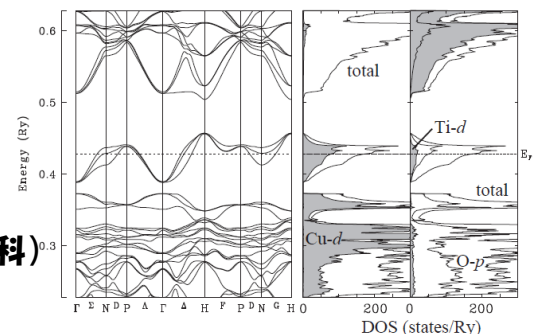 0.6
0.5
0.4
0.3
Energy (Ry)
Γ Σ N D P Λ Γ Δ H F P D N G H
total
Cu-d
Ti-d
total
O-p
E_F
0 200 0 200
DOS (states/Ry)
科)